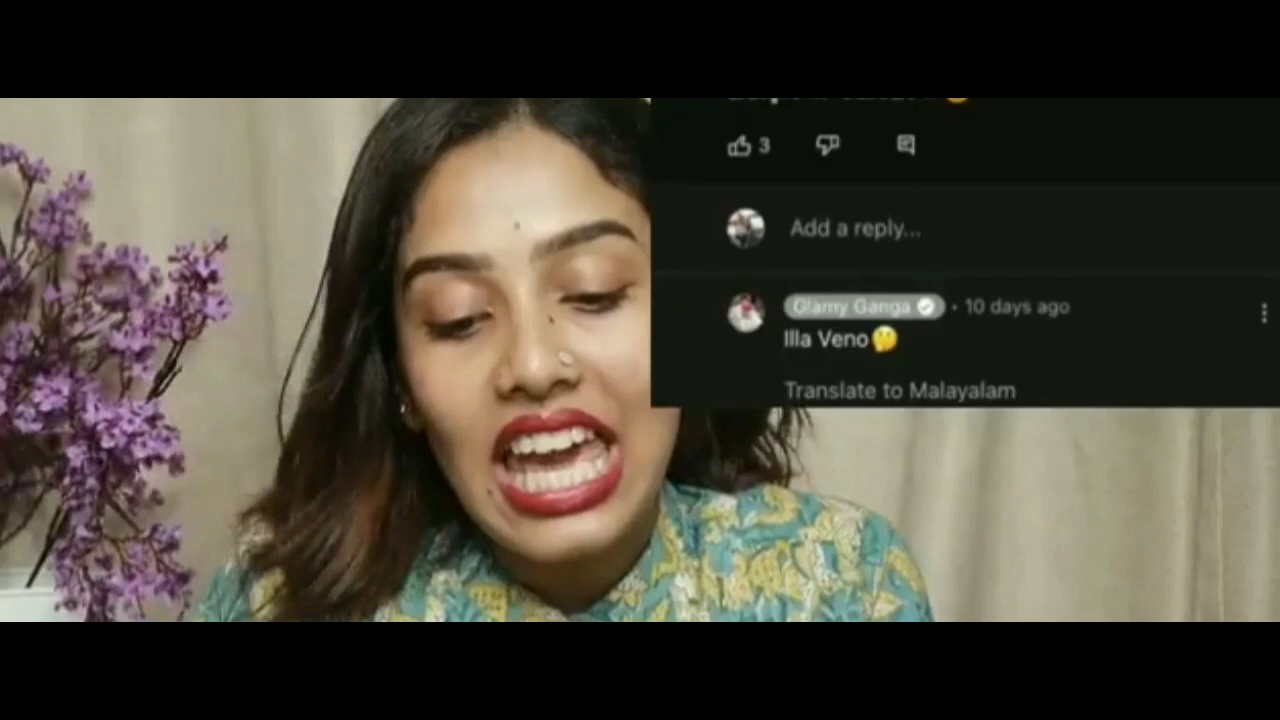 3
Add a reply...
Glamy Ganga • 10 days ago
Illa Veno🤔
Translate to Malayalam